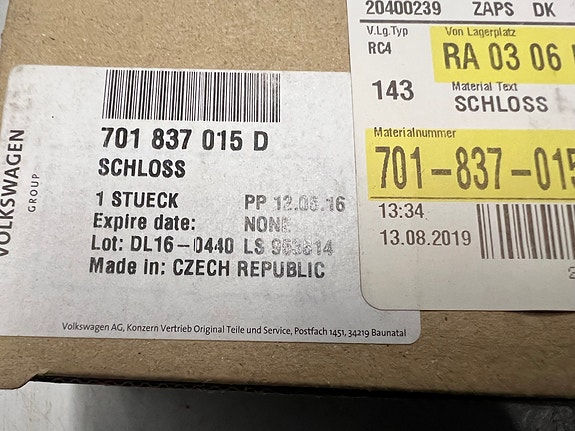 VOLKSWAGEN
GROUP
701 837 015 D
SCHLOSS
1 STUECK PP 12.08.16
Expire date: NONE
Lot: DL16-0440 LS
Made in: CZECH REPUBLIC
Volkswagen AG, Konzern Vertrieb Original Teile und Service, Postfach 1451, 34219 Baunatal
20400239 ZAPS DK
V.Lg.Typ Von Lagerplatz
RC4 RA 03 06
143 Material Text
SCHLOSS
Materialnummer
701-837-015
13:34
13.08.2019